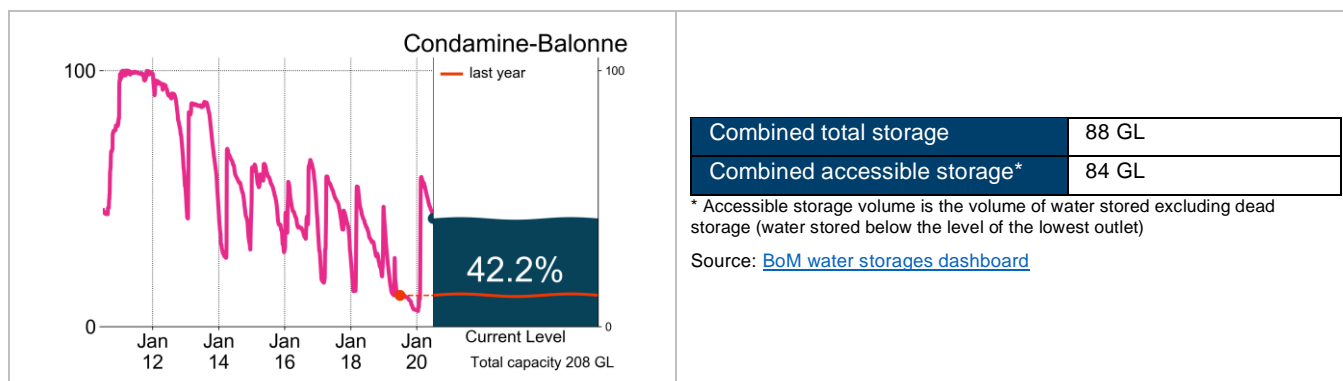 Condamine-Balonne
100
last year
100
42.2%
0
0
Jan Jan Jan Jan Jan
12 14 16 18 20
Current Level
Total capacity 208 GL
Combined total storage 88 GL
Combined accessible storage* 84 GL
* Accessible storage volume is the volume of water stored excluding dead
storage (water stored below the level of the lowest outlet)
Source: BoM water storages dashboard